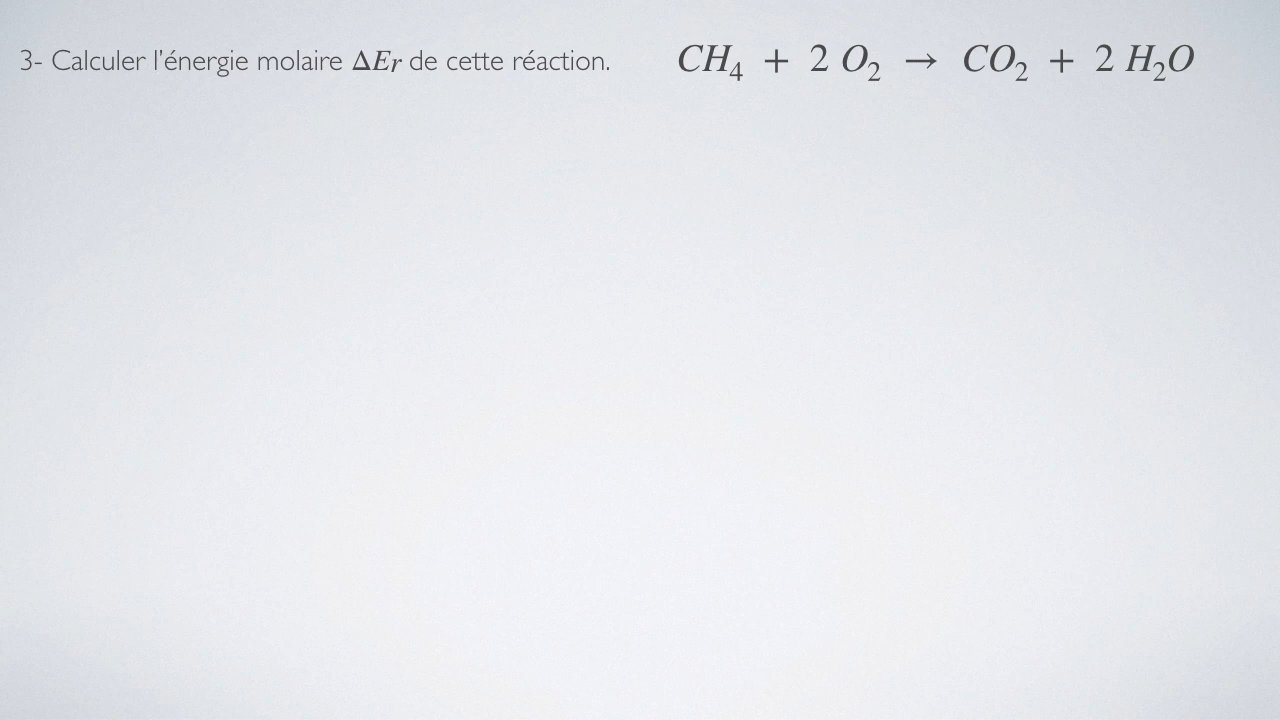 3- Calculer l’énergie molaire ΔEr de cette réaction. CH₄ + 2 O₂ → CO₂ + 2 H₂O